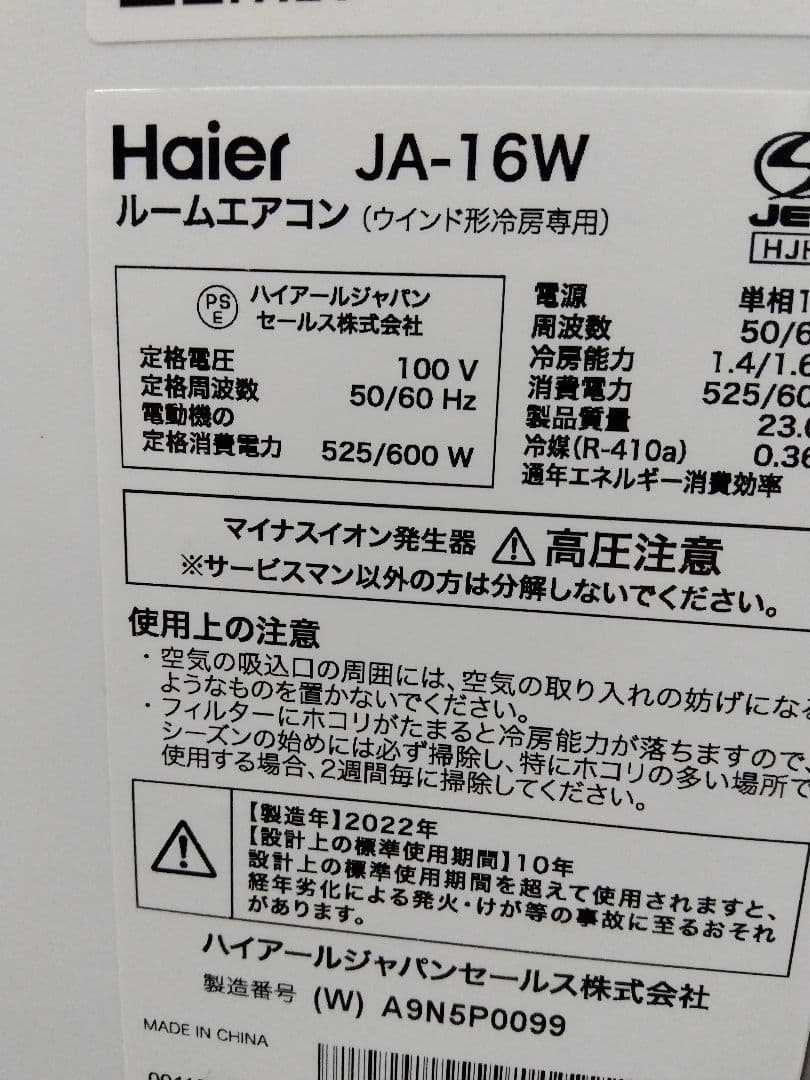 Haier JA-16W
ルームエアコン (ウインド形冷房専用)
PS
E
ハイアールジャパン
セールス株式会社
定格電圧 100 V
定格周波数 50/60 Hz
電動機の
定格消費電力 525/600 W
電源 単相1
周波数 50/6
冷房能力 1.4/1.6
消費電力 525/60
製品質量 23.
冷媒(R-410a) 0.36
通年エネルギー消費効率
JE
HJ
マイナスイオン発生器 高圧注意
※サービスマン以外の方は分解しないでください。
使用上の注意
・空気の吸込口の周囲には、空気の取り入れの妨げになる
ようなものを置かないでください。
・フィルターにホコリがたまると冷房能力が落ちますので、
シーズンの始めには必ず掃除し、特にホコリの多い場所で
使用する場合、2週間毎に掃除してください。
【製造年】2022年
【設計上の標準使用期間】10年
設計上の標準使用期間を超えて使用されますと、
経年劣化による発火・けが等の事故に至るおそれ
があります。
ハイアールジャパンセールス株式会社
製造番号 (W) A9N5P0099
MADE IN CHINA